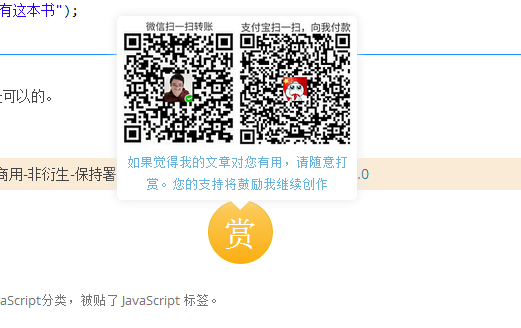 有这本书");
微信扫一扫转账
支付宝扫一扫，向我付款
是可以的。
如果觉得我的文章对您有用，请随意打
赏。您的支持将鼓励我继续创作
商用-非衍生-保持署
.0
赏
aScript分类，被贴了 JavaScript 标签。